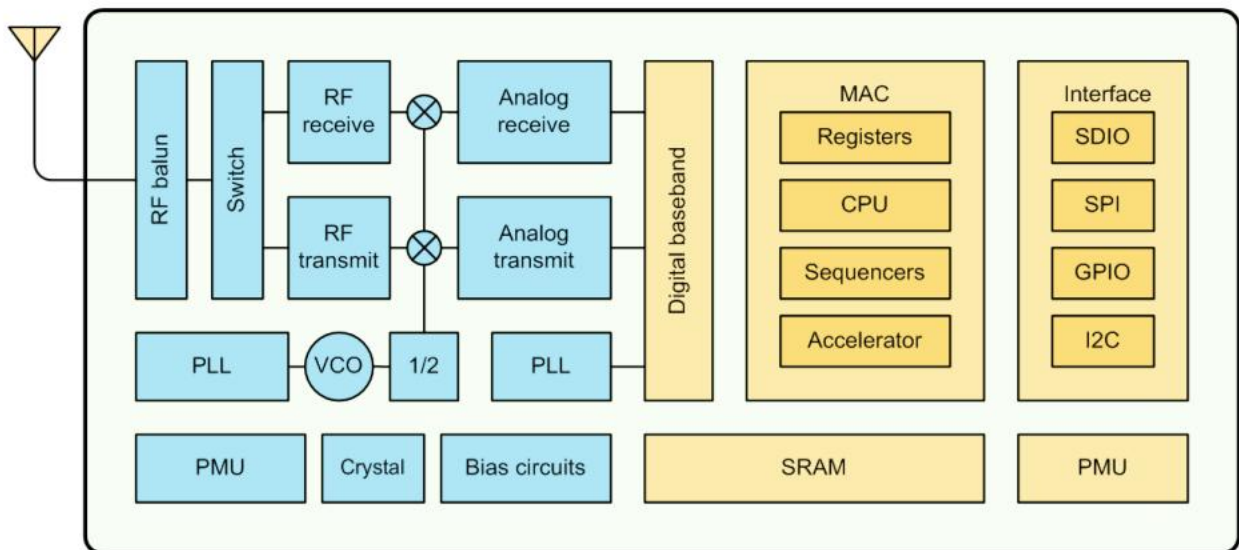 RF balun
Switch
RF
receive
Analog
receive
RF
transmit
Analog
transmit
PLL
VCO
1/2
PLL
Digital baseband
MAC
Registers
CPU
Sequencers
Accelerator
Interface
SDIO
SPI
GPIO
I2C
PMU
Crystal
Bias circuits
SRAM
PMU